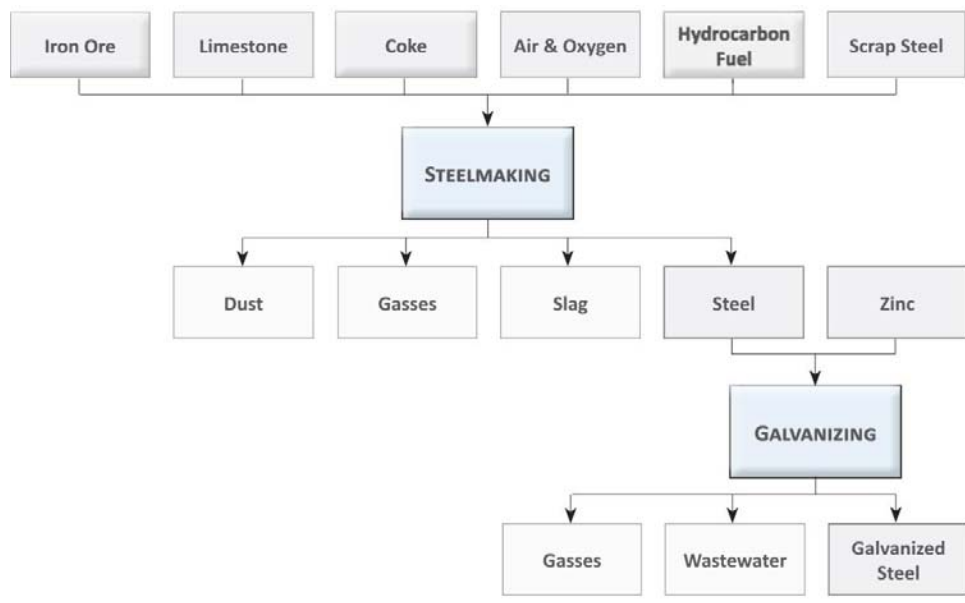 Iron Ore
Limestone
Coke
Air & Oxygen
Hydrocarbon
Fuel
Scrap Steel
STEELMAKING
Dust
Gasses
Slag
Steel
Zinc
GALVANIZING
Gasses
Wastewater
Galvanized
Steel